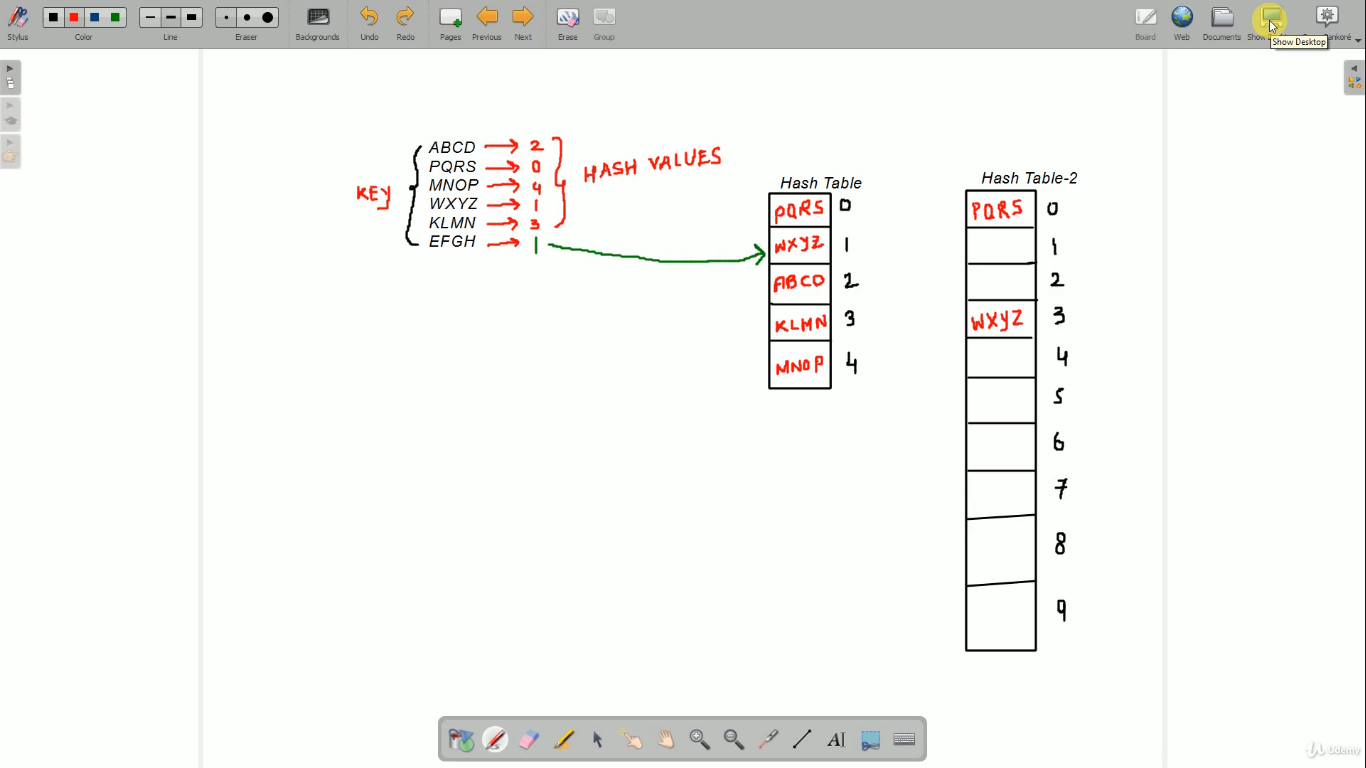 Stylus Color Line Eraser Backgrounds Undo Redo Pages Previous Next Erase Group Board Web Documents
Show Desktop
ABCD 2
PQRS 0
MNOP 4
WXYZ 1
KLMN 3
EFGH 1
KEY
HASH VALUES
Hash Table
PQRS 0
WXYZ 1
ABCD 2
KLMN 3
MNOP 4
Hash Table-2
PQRS 0
1
2
WXYZ 3
4
5
6
7
8
9
AI
Udemy